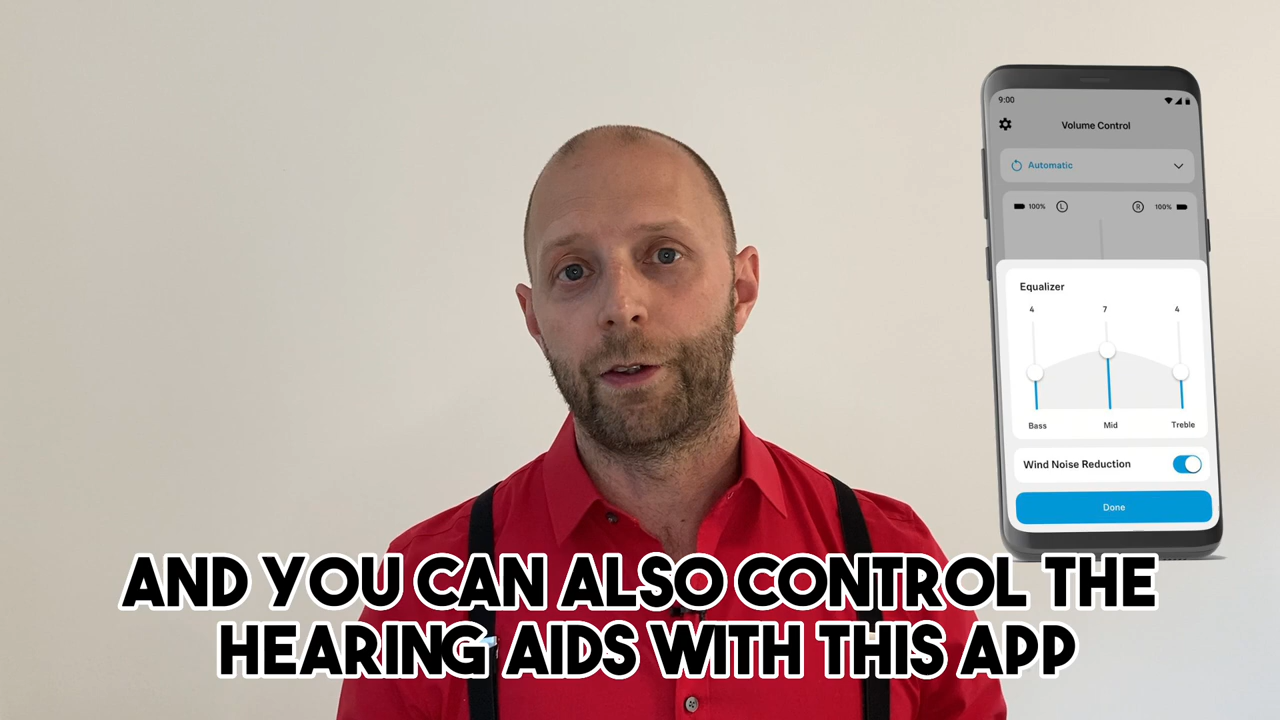 9:00
Volume Control
Automatic
100% L R 100%
Equalizer
4 7 4
Bass Mid Treble
Wind Noise Reduction
Done
AND YOU CAN ALSO CONTROL THE
HEARING AIDS WITH THIS APP